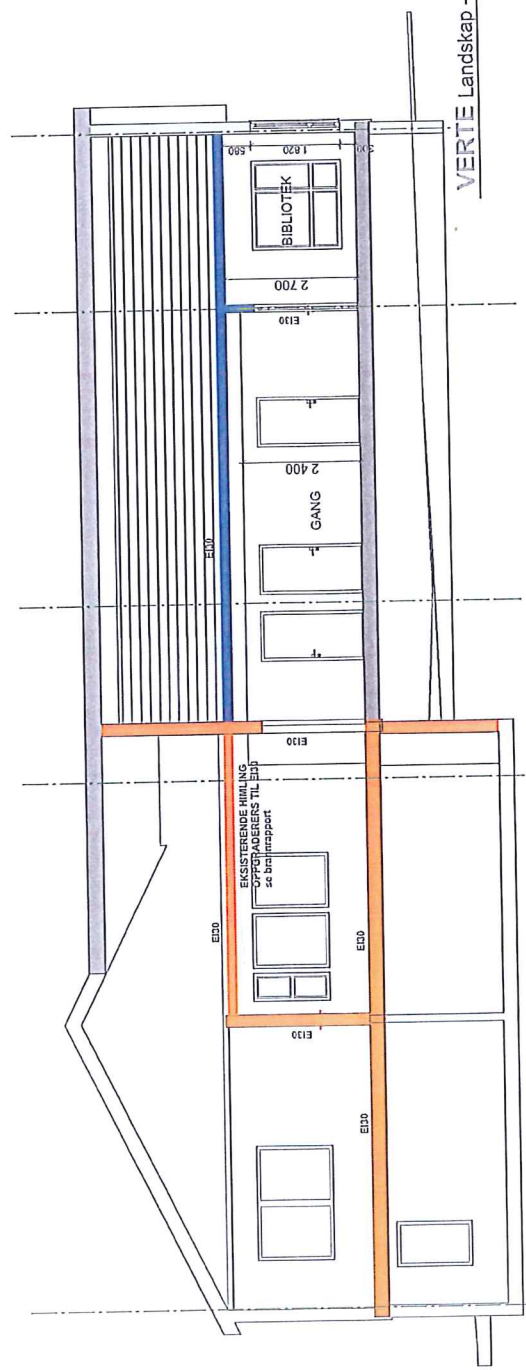 EI30
EKSISTERENDE HIMLING
OPPGRADERERS TIL EI30
se brannrapport
EI30
EI30
EI30
EI30
EI30
GANG
2 400
EI30
2 700
BIBLIOTEK
580
1 820
300
VERTE Landskap -